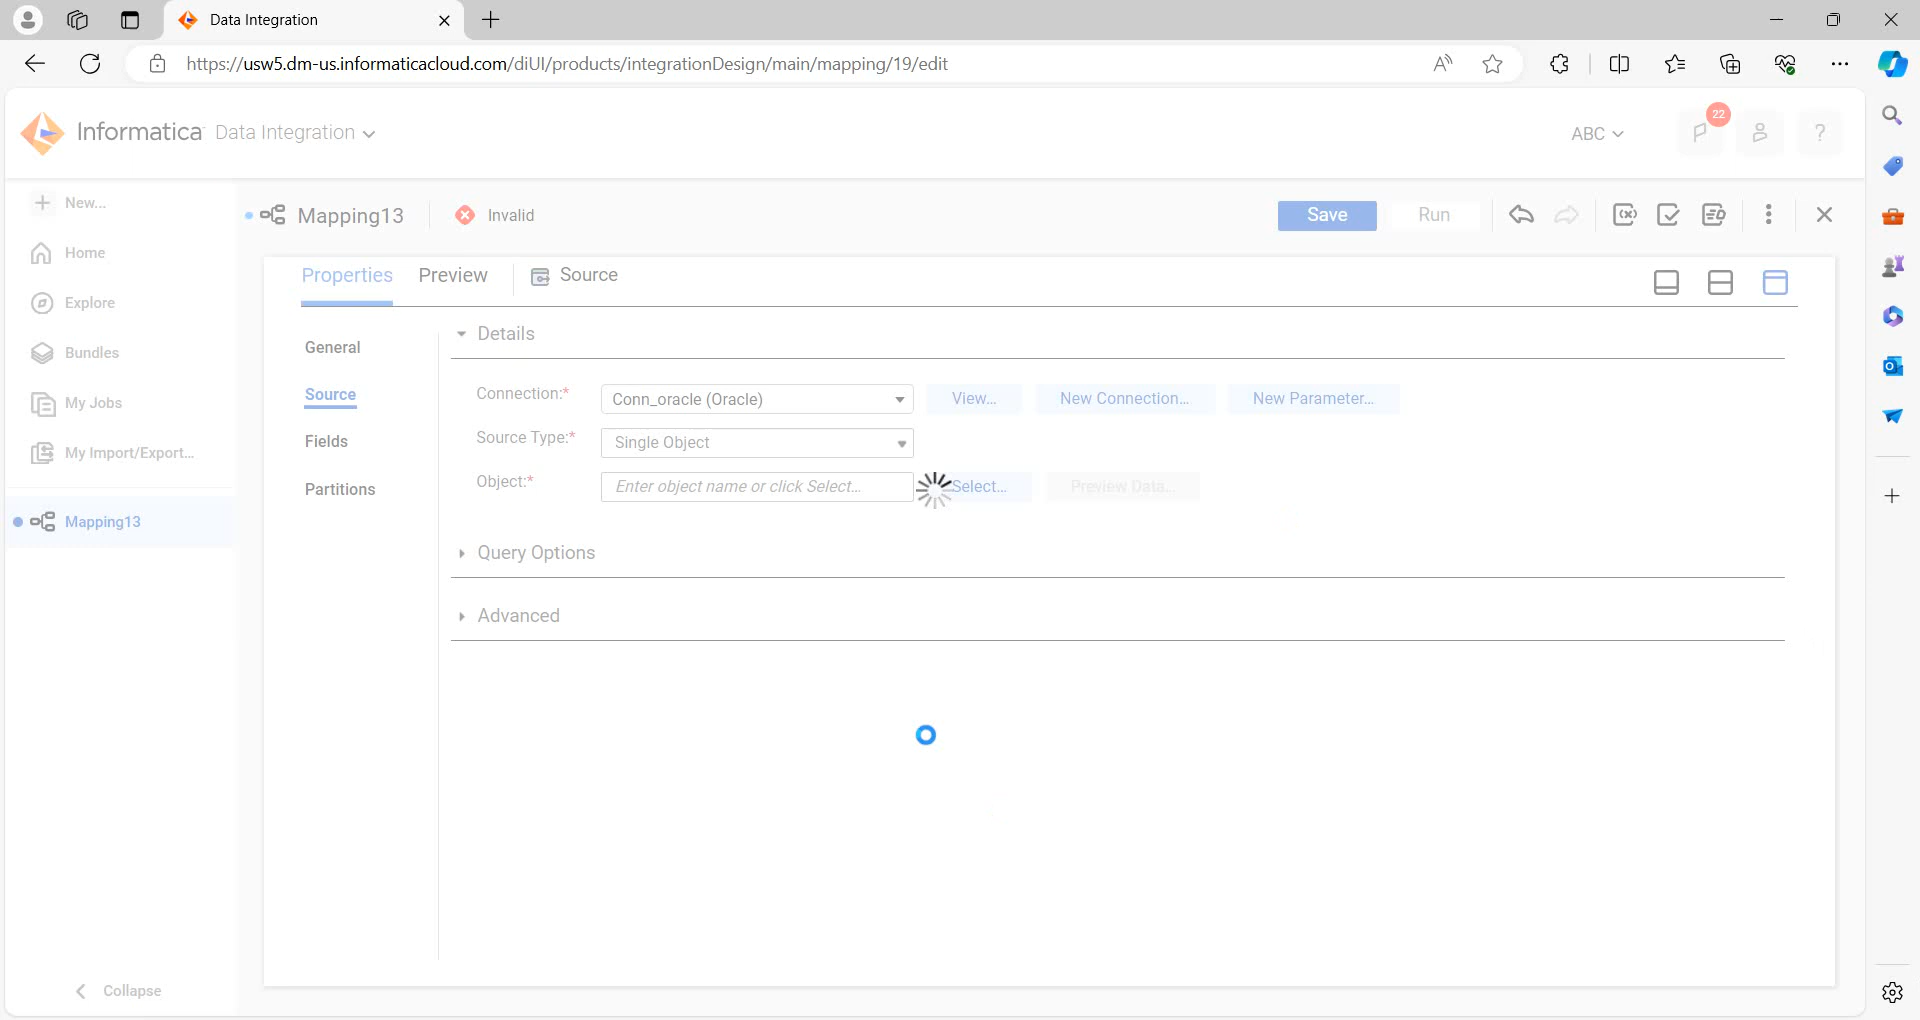 Data Integration
https://usw5.dm-us.informaticacloud.com/diUI/products/integrationDesign/main/mapping/19/edit
Informatica Data Integration
ABC
22
?
New...
Home
Explore
Bundles
My Jobs
My Import/Export...
Mapping13
Collapse
Mapping13
Invalid
Save
Run
Properties
Preview
Source
General
Source
Fields
Partitions
Details
Connection:*
Conn_oracle (Oracle)
View...
New Connection...
New Parameter...
Source Type:*
Single Object
Object:*
Enter object name or click Select...
Select...
Preview Data...
Query Options
Advanced